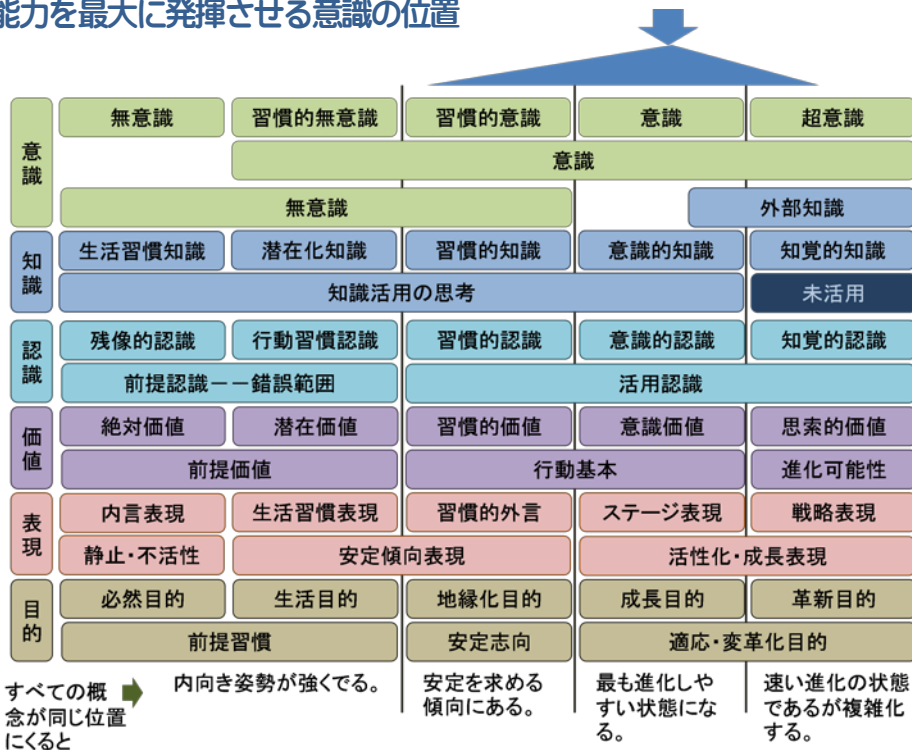 能力を最大に発揮させる意識の位置
意識
無意識
習慣的無意識
習慣的意識
意識
超意識
意識
無意識
外部知識
知識
生活習慣知識
潜在化知識
習慣的知識
意識的知識
知覚的知識
知識活用の思考
未活用
認識
残像的認識
行動習慣認識
習慣的認識
意識的認識
知覚的認識
前提認識－－錯誤範囲
活用認識
価値
絶対価値
潜在価値
習慣的価値
意識価値
思索的価値
前提価値
行動基本
進化可能性
表現
内言表現
生活習慣表現
習慣的外言
ステージ表現
戦略表現
静止・不活性
安定傾向表現
活性化・成長表現
目的
必然目的
生活目的
地縁化目的
成長目的
革新目的
前提習慣
安定志向
適応・変革化目的
すべての概
念が同じ位置
にくると
内向き姿勢が強くでる。
安定を求める
傾向にある。
最も進化しや
すい状態にな
る。
速い進化の状態
であるが複雑化
する。